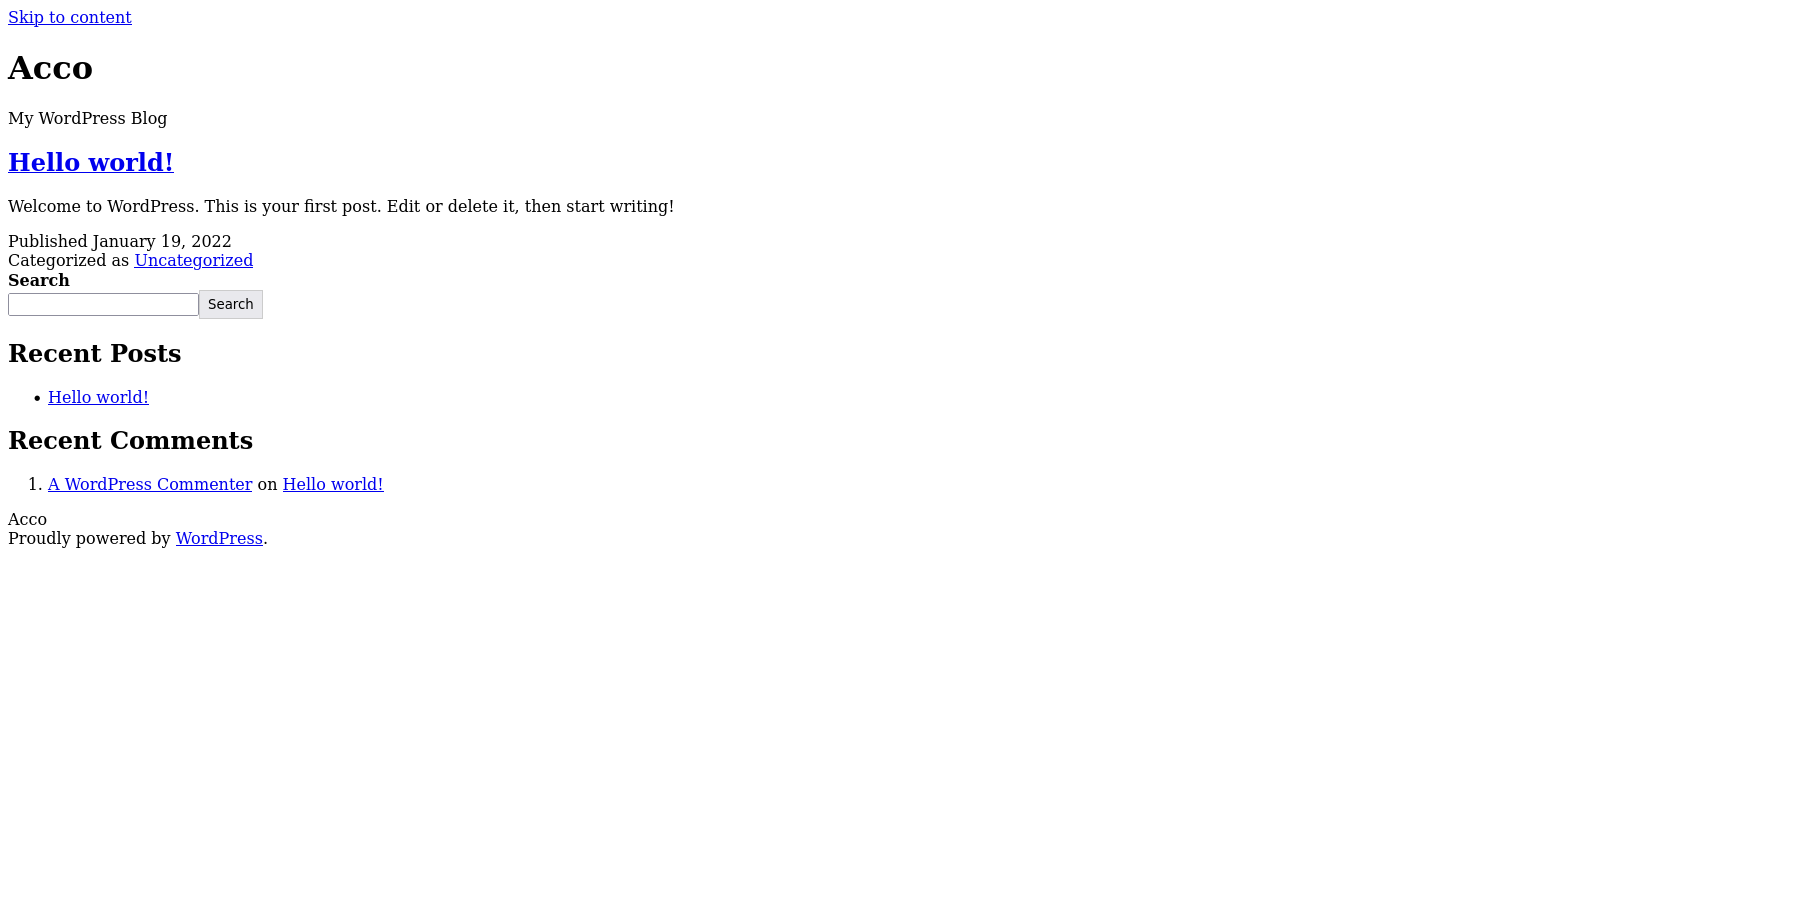 Skip to content
Acco
My WordPress Blog
Hello world!
Welcome to WordPress. This is your first post. Edit or delete it, then start writing!
Published January 19, 2022
Categorized as Uncategorized
Search
Search
Recent Posts
• Hello world!
Recent Comments
1. A WordPress Commenter on Hello world!
Acco
Proudly powered by WordPress.